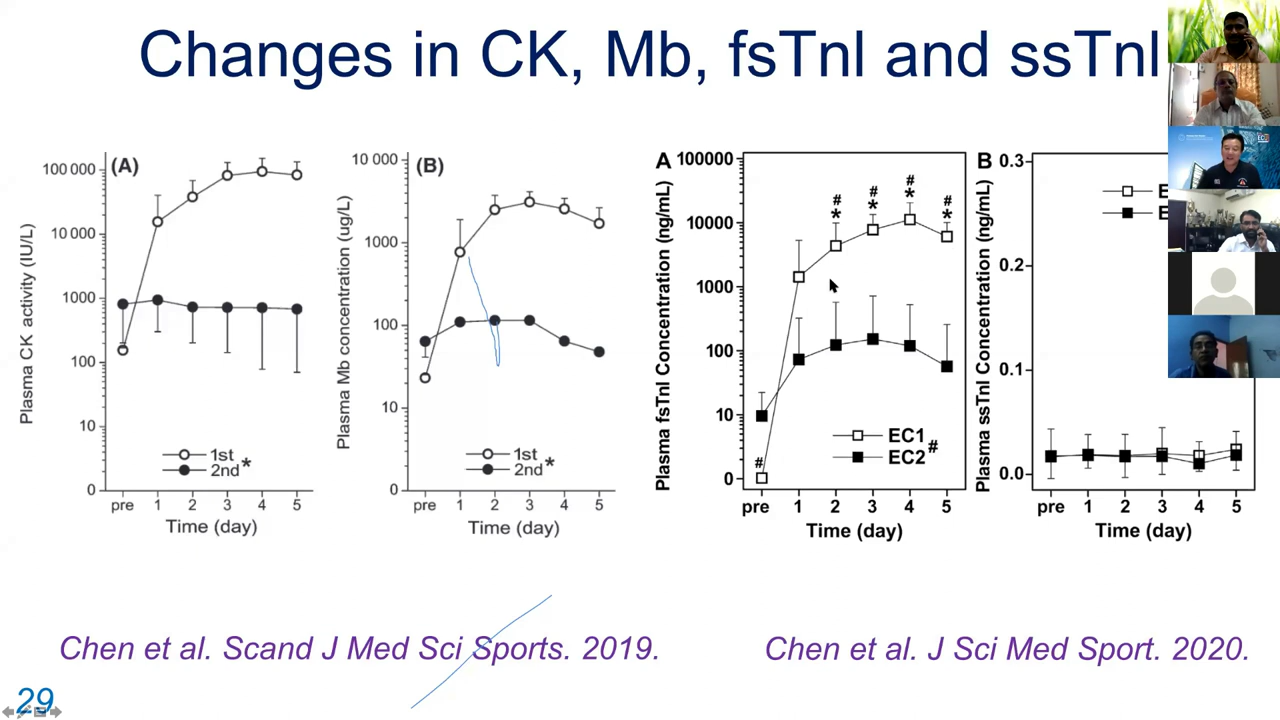 Changes in CK, Mb, fsTnI and ssTnI
(A)
Plasma CK activity (IU/L)
100 000
10 000
1000
100
10
0
1st
2nd *
pre 1 2 3 4 5
Time (day)
(B)
Plasma Mb concentration (ug/L)
10 000
1000
100
10
0
1st
2nd *
pre 1 2 3 4 5
Time (day)
A
Plasma fsTnI Concentration (ng/mL)
100000
10000
1000
100
10
0
# # # #
* * * *
#
EC1
EC2 #
pre 1 2 3 4 5
Time (day)
B
Plasma ssTnI Concentration (ng/mL)
0.3
0.2
0.1
0.0
E
E
pre 1 2 3 4 5
Time (day)
Chen et al. Scand J Med Sci Sports. 2019.
Chen et al. J Sci Med Sport. 2020.
29